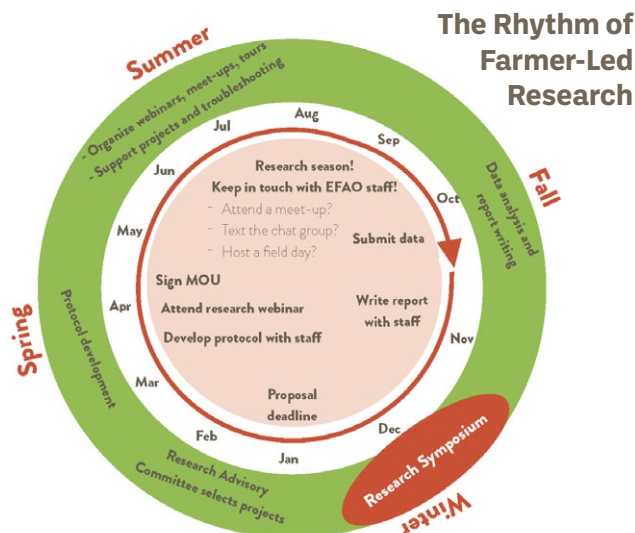 The Rhythm of
Farmer-Led
Research
Summer
- Organize webinars, meet-ups, tours
- Support projects and troubleshooting
Fall
Data analysis and
report writing
Winter
Research Symposium
Research Advisory
Committee selects projects
Spring
Protocol development
Jan
Feb
Mar
Apr
May
Jun
Jul
Aug
Sep
Oct
Nov
Dec
Research season!
Keep in touch with EFAO staff!
- Attend a meet-up?
- Text the chat group?
- Host a field day?
Submit data
Write report
with staff
Sign MOU
Attend research webinar
Develop protocol with staff
Proposal
deadline